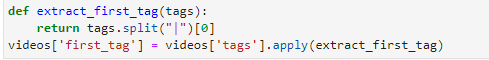 def extract_first_tag(tags):
    return tags.split("|")[0]
videos['first_tag'] = videos['tags'].apply(extract_first_tag)